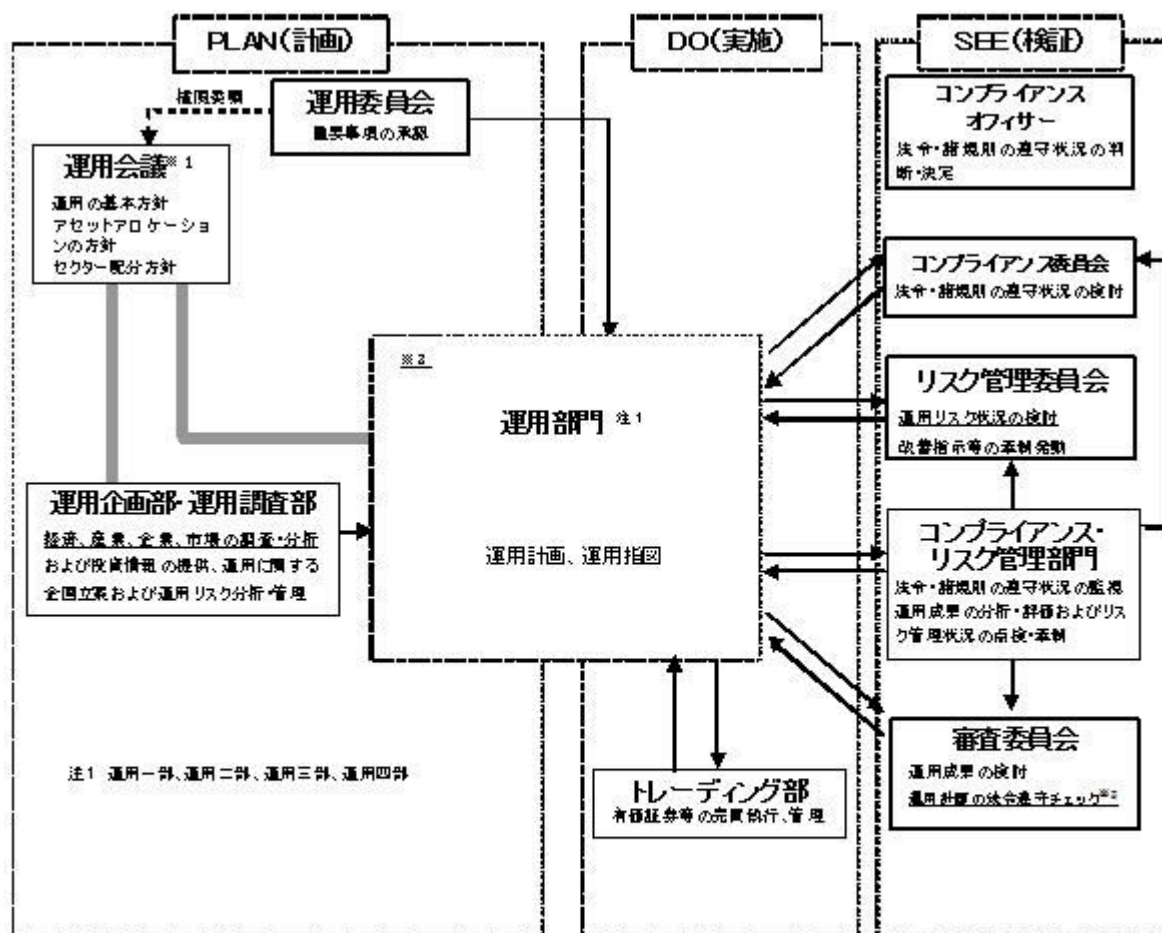 PLAN(計画)
DO(実施)
SEE(検証)
権限委譲
運用委員会
重要事項の承認
運用会議※1
運用の基本方針
アセットアロケーショ
ンの方針
セクター配分方針
※2
運用部門 注1
運用計画、運用指図
運用企画部・運用調査部
経済、産業、企業、市場の調査・分析
および投資情報の提供、運用に関する
企画立案および運用リスク分析・管理
注1 運用一部、運用二部、運用三部、運用四部
トレーディング部
有価証券等の売買執行、管理
コンプライアンス
オフィサー
法令・諸規則の遵守状況の判
断・決定
コンプライアンス委員会
法令・諸規則の遵守状況の検討
リスク管理委員会
運用リスク状況の検討
改善指示等の牽制発動
コンプライアンス・
リスク管理部門
法令・諸規則の遵守状況の監視
運用成果の分析・評価およびリス
ク管理状況の点検・牽制
審査委員会
運用成果の検討
運用計画の法令遵守チェック